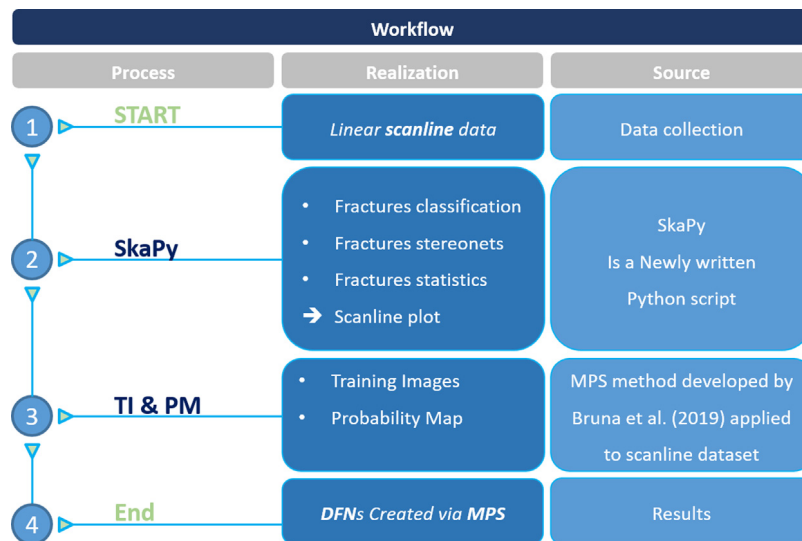 Workflow
Process
Realization
Source
1
START
Linear scanline data
Data collection
2
SkaPy
• Fractures classification
• Fractures stereonets
• Fractures statistics
➔ Scanline plot
SkaPy
Is a Newly written
Python script
3
TI & PM
• Training Images
• Probability Map
MPS method developed by
Bruna et al. (2019) applied
to scanline dataset
4
End
DFNs Created via MPS
Results